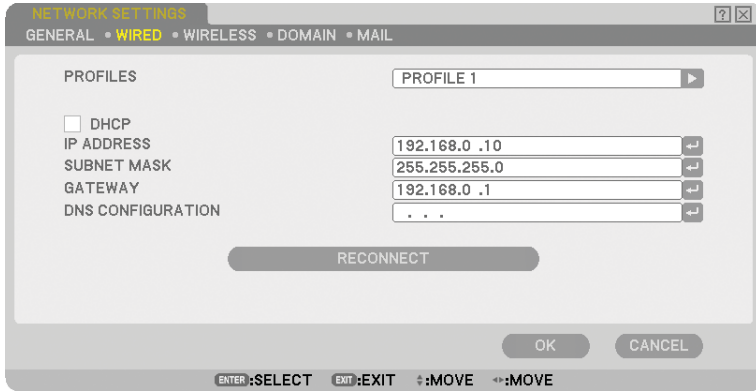 NETWORK SETTINGS
?
GENERAL • WIRED • WIRELESS • DOMAIN • MAIL
PROFILES PROFILE 1
DHCP
IP ADDRESS 192.168.0 .10
SUBNET MASK 255.255.255.0
GATEWAY 192.168.0 .1
DNS CONFIGURATION . . .
RECONNECT
OK CANCEL
ENTER :SELECT EXIT :EXIT :MOVE :MOVE